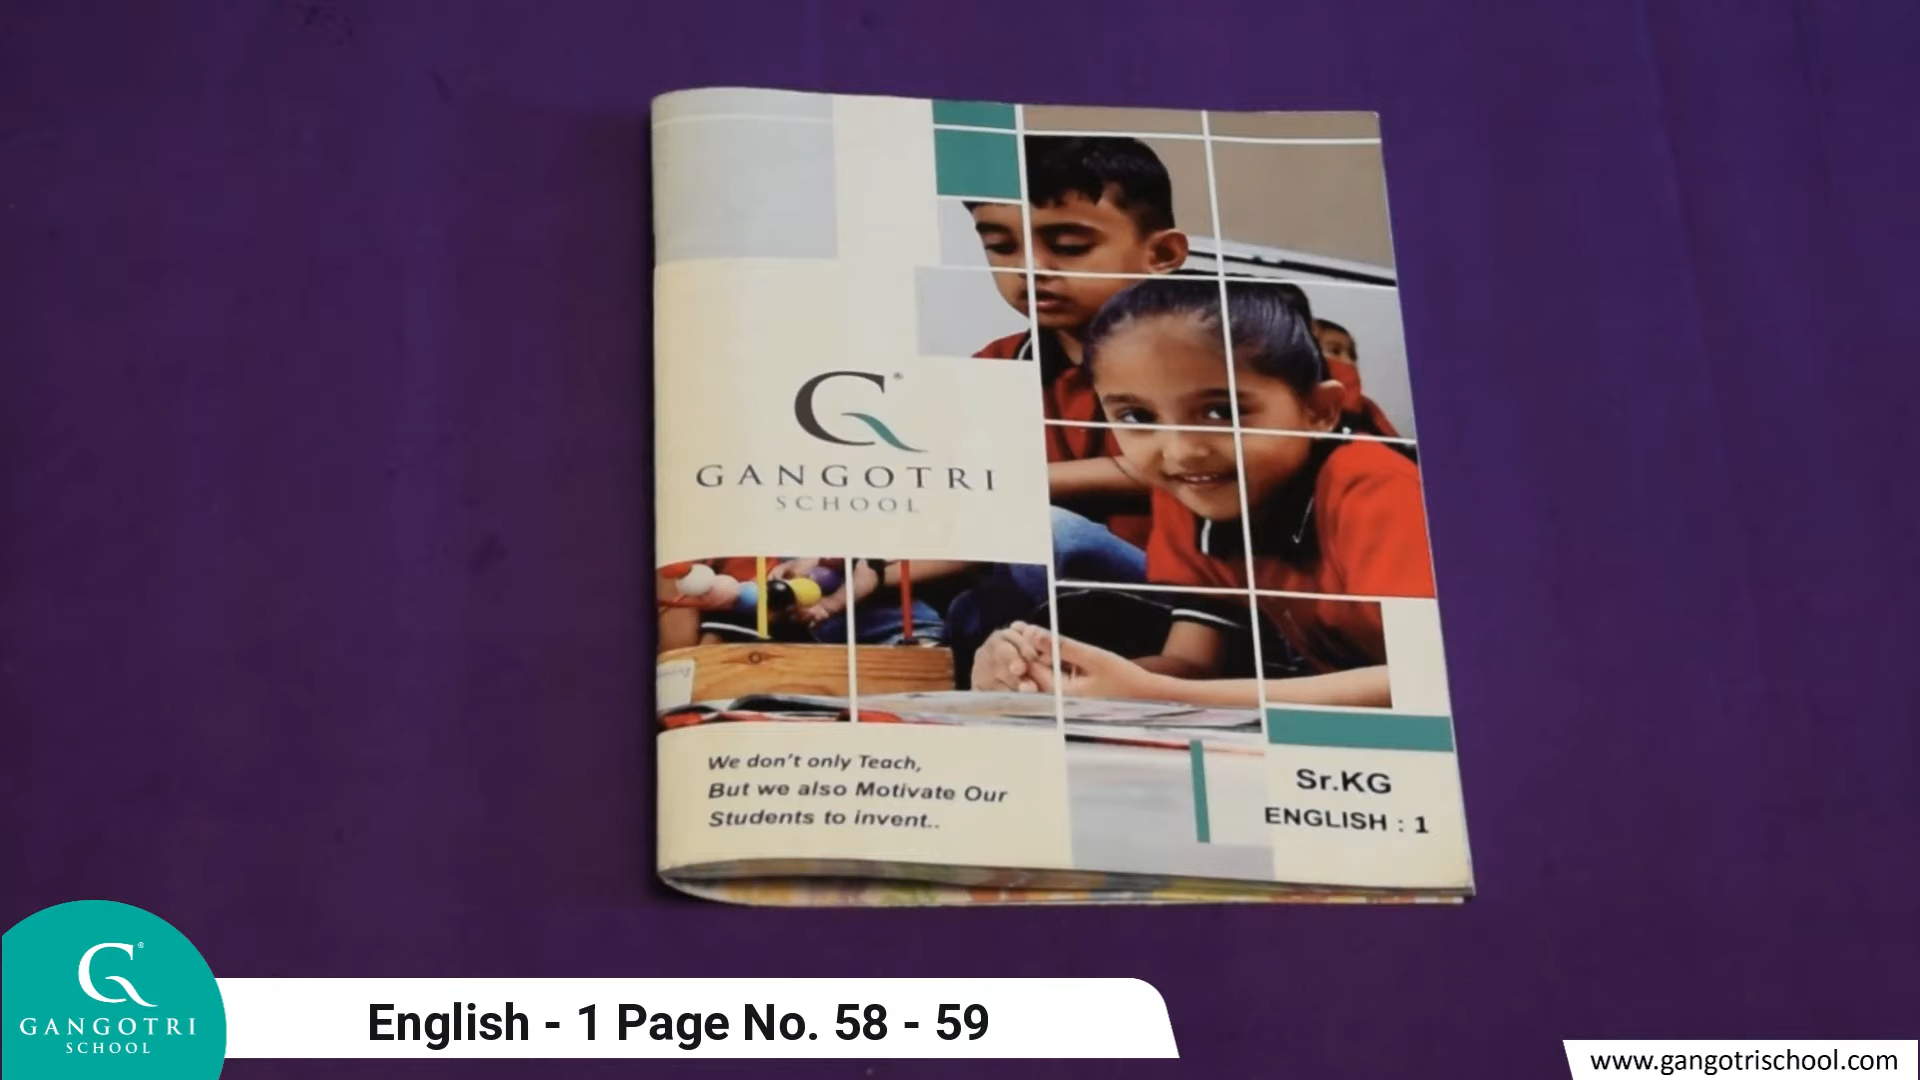 G®
GANGOTRI
SCHOOL
We don't only Teach,
But we also Motivate Our
Students to invent..
Sr.KG
ENGLISH : 1
G®
GANGOTRI
SCHOOL
English - 1 Page No. 58 - 59
www.gangotrischool.com